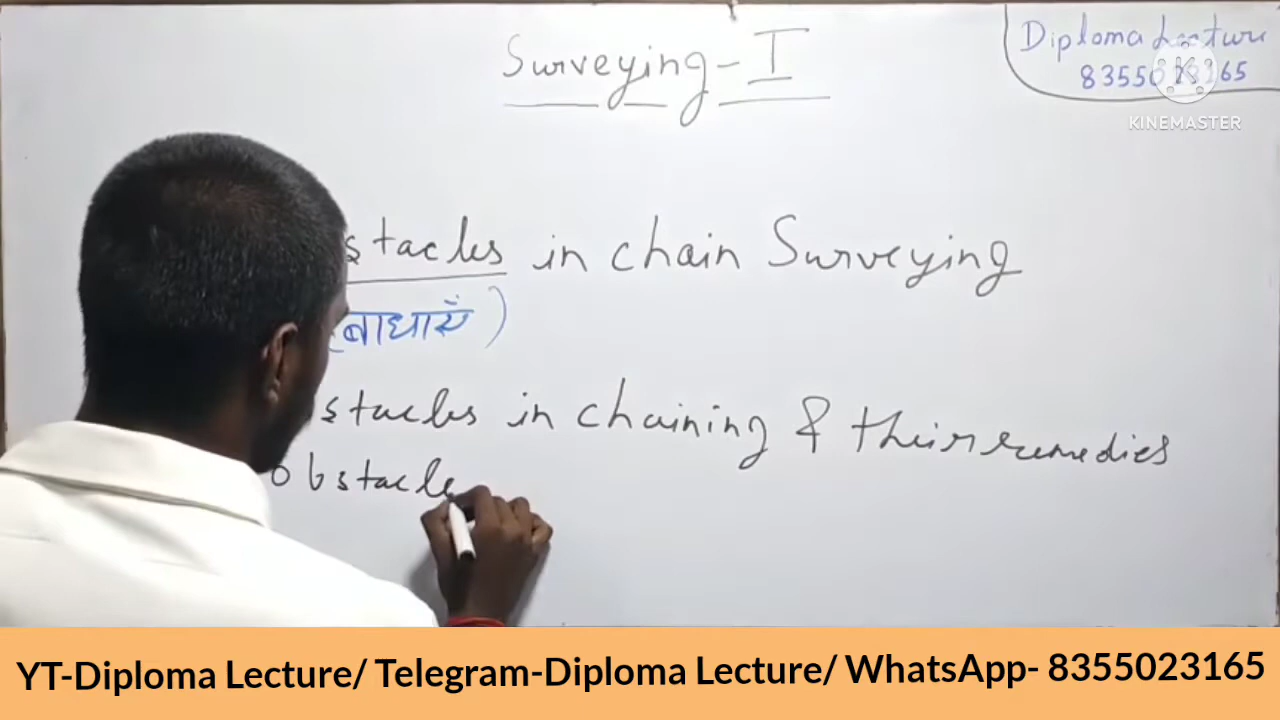 Surveying-I
Diploma Lecture
8355023165
KINEMASTER
stacles in chain Surveying
(बाधाएँ)
stacles in chaining & their remedies
obstacle
YT-Diploma Lecture/ Telegram-Diploma Lecture/ WhatsApp- 8355023165